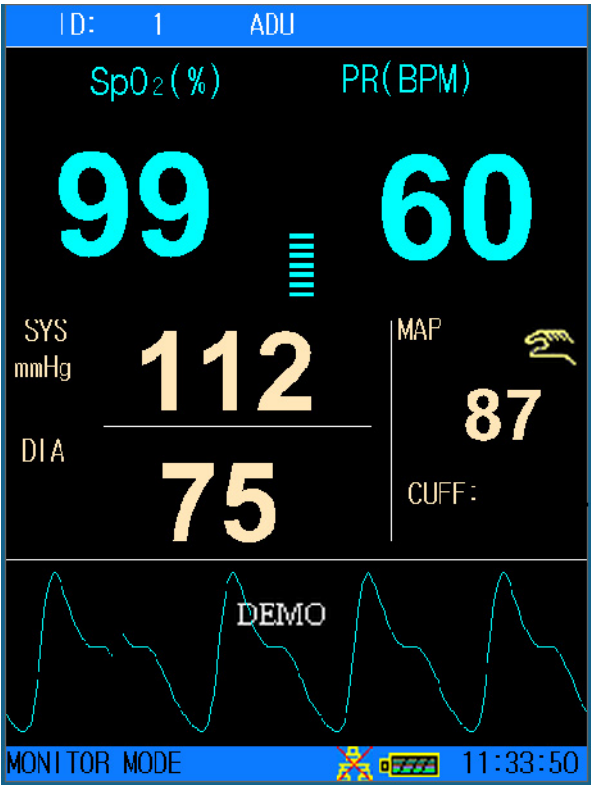 ID: 1 ADU
SpO₂(%) PR(BPM)
99 60
SYS
mmHg
112
MAP
87
DIA
75
CUFF:
DEMO
MONITOR MODE 11:33:50